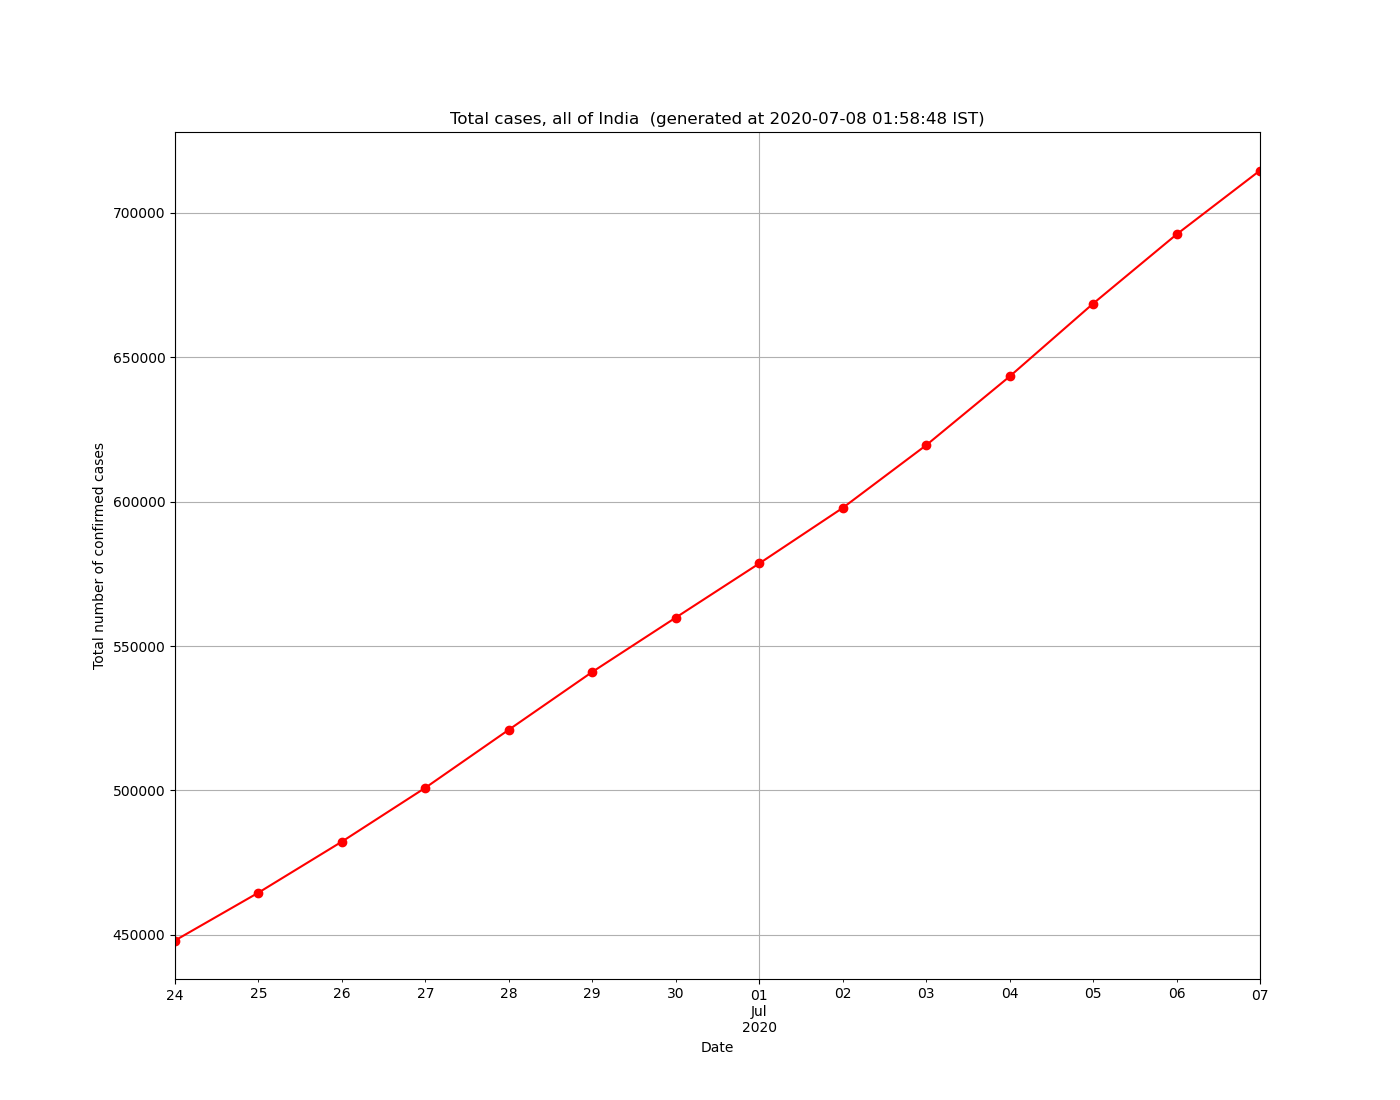 Total cases, all of India  (generated at 2020-07-08 01:58:48 IST)
700000
650000
600000
550000
500000
450000
Total number of confirmed cases
24 25 26 27 28 29 30 01 02 03 04 05 06 07
Jul
2020
Date